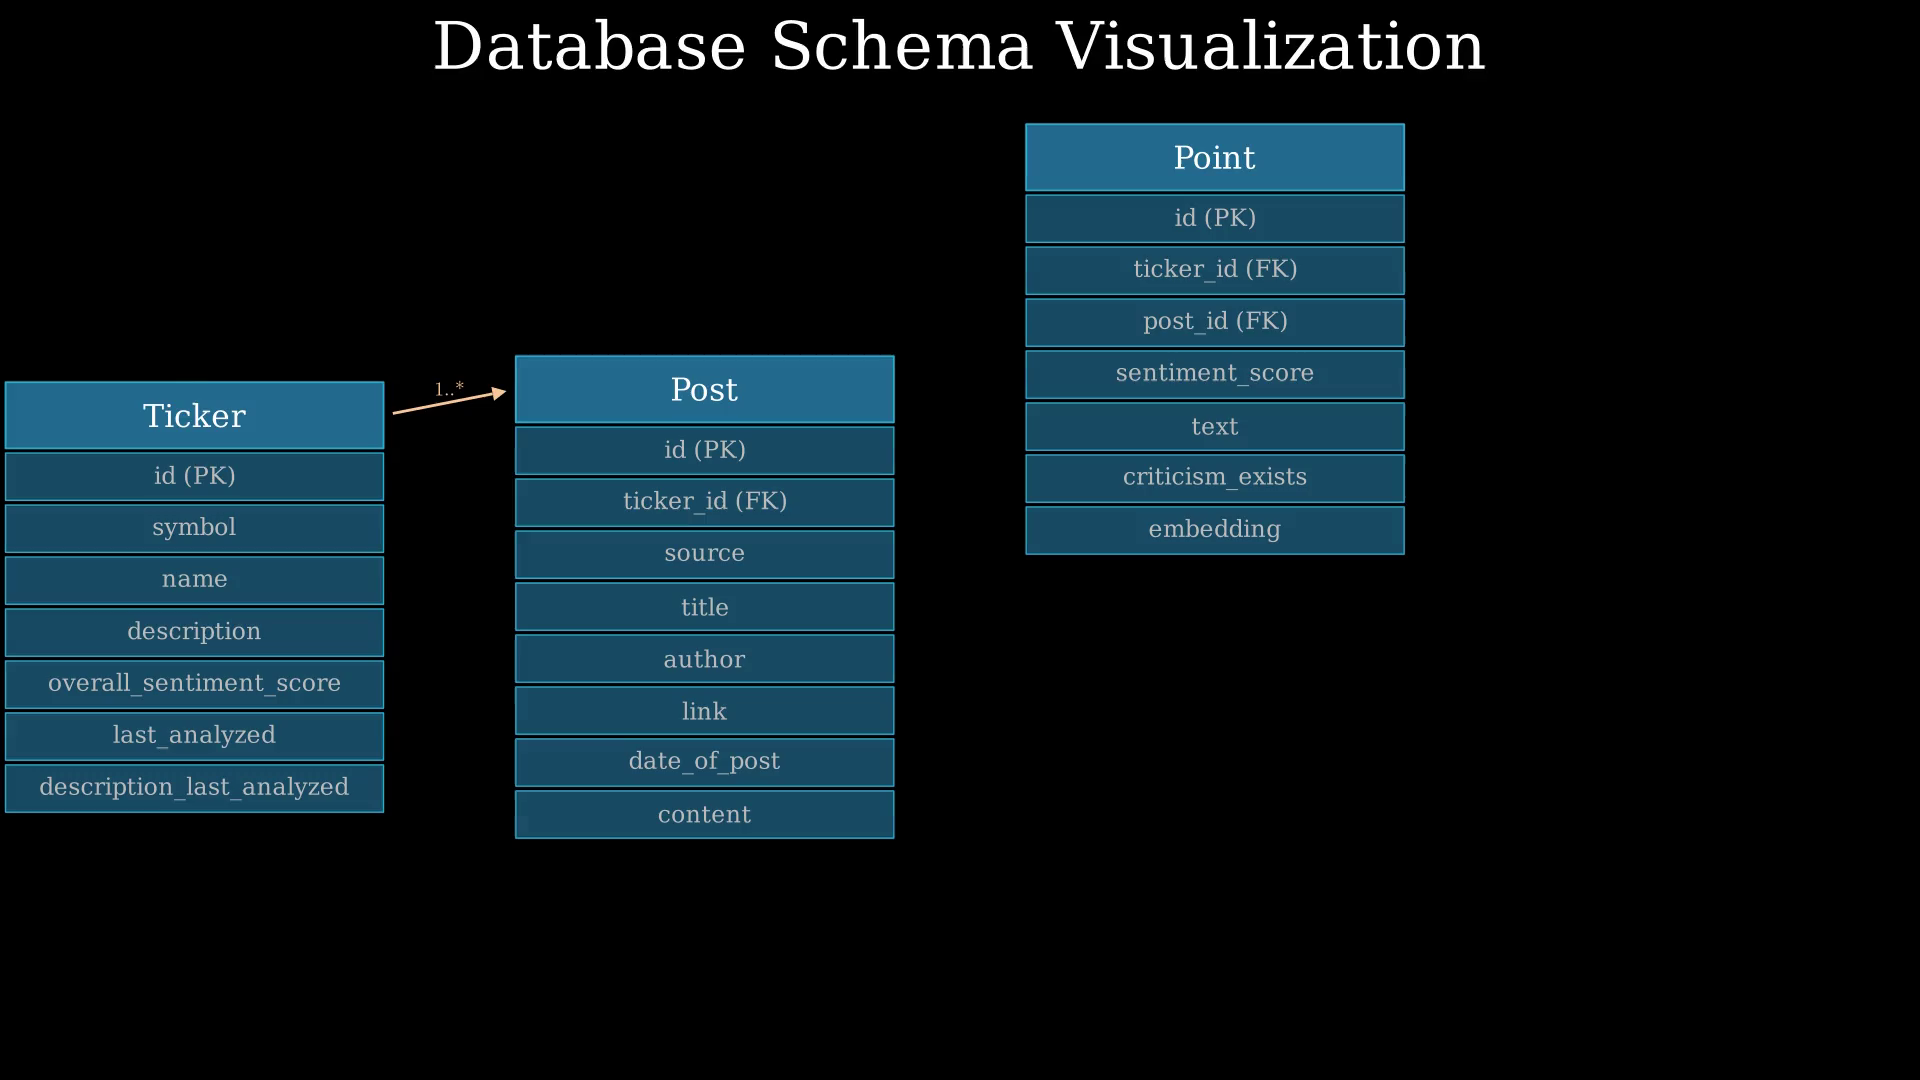 Database Schema Visualization
Ticker
id (PK)
symbol
name
description
overall_sentiment_score
last_analyzed
description_last_analyzed
1..*
Post
id (PK)
ticker_id (FK)
source
title
author
link
date_of_post
content
Point
id (PK)
ticker_id (FK)
post_id (FK)
sentiment_score
text
criticism_exists
embedding